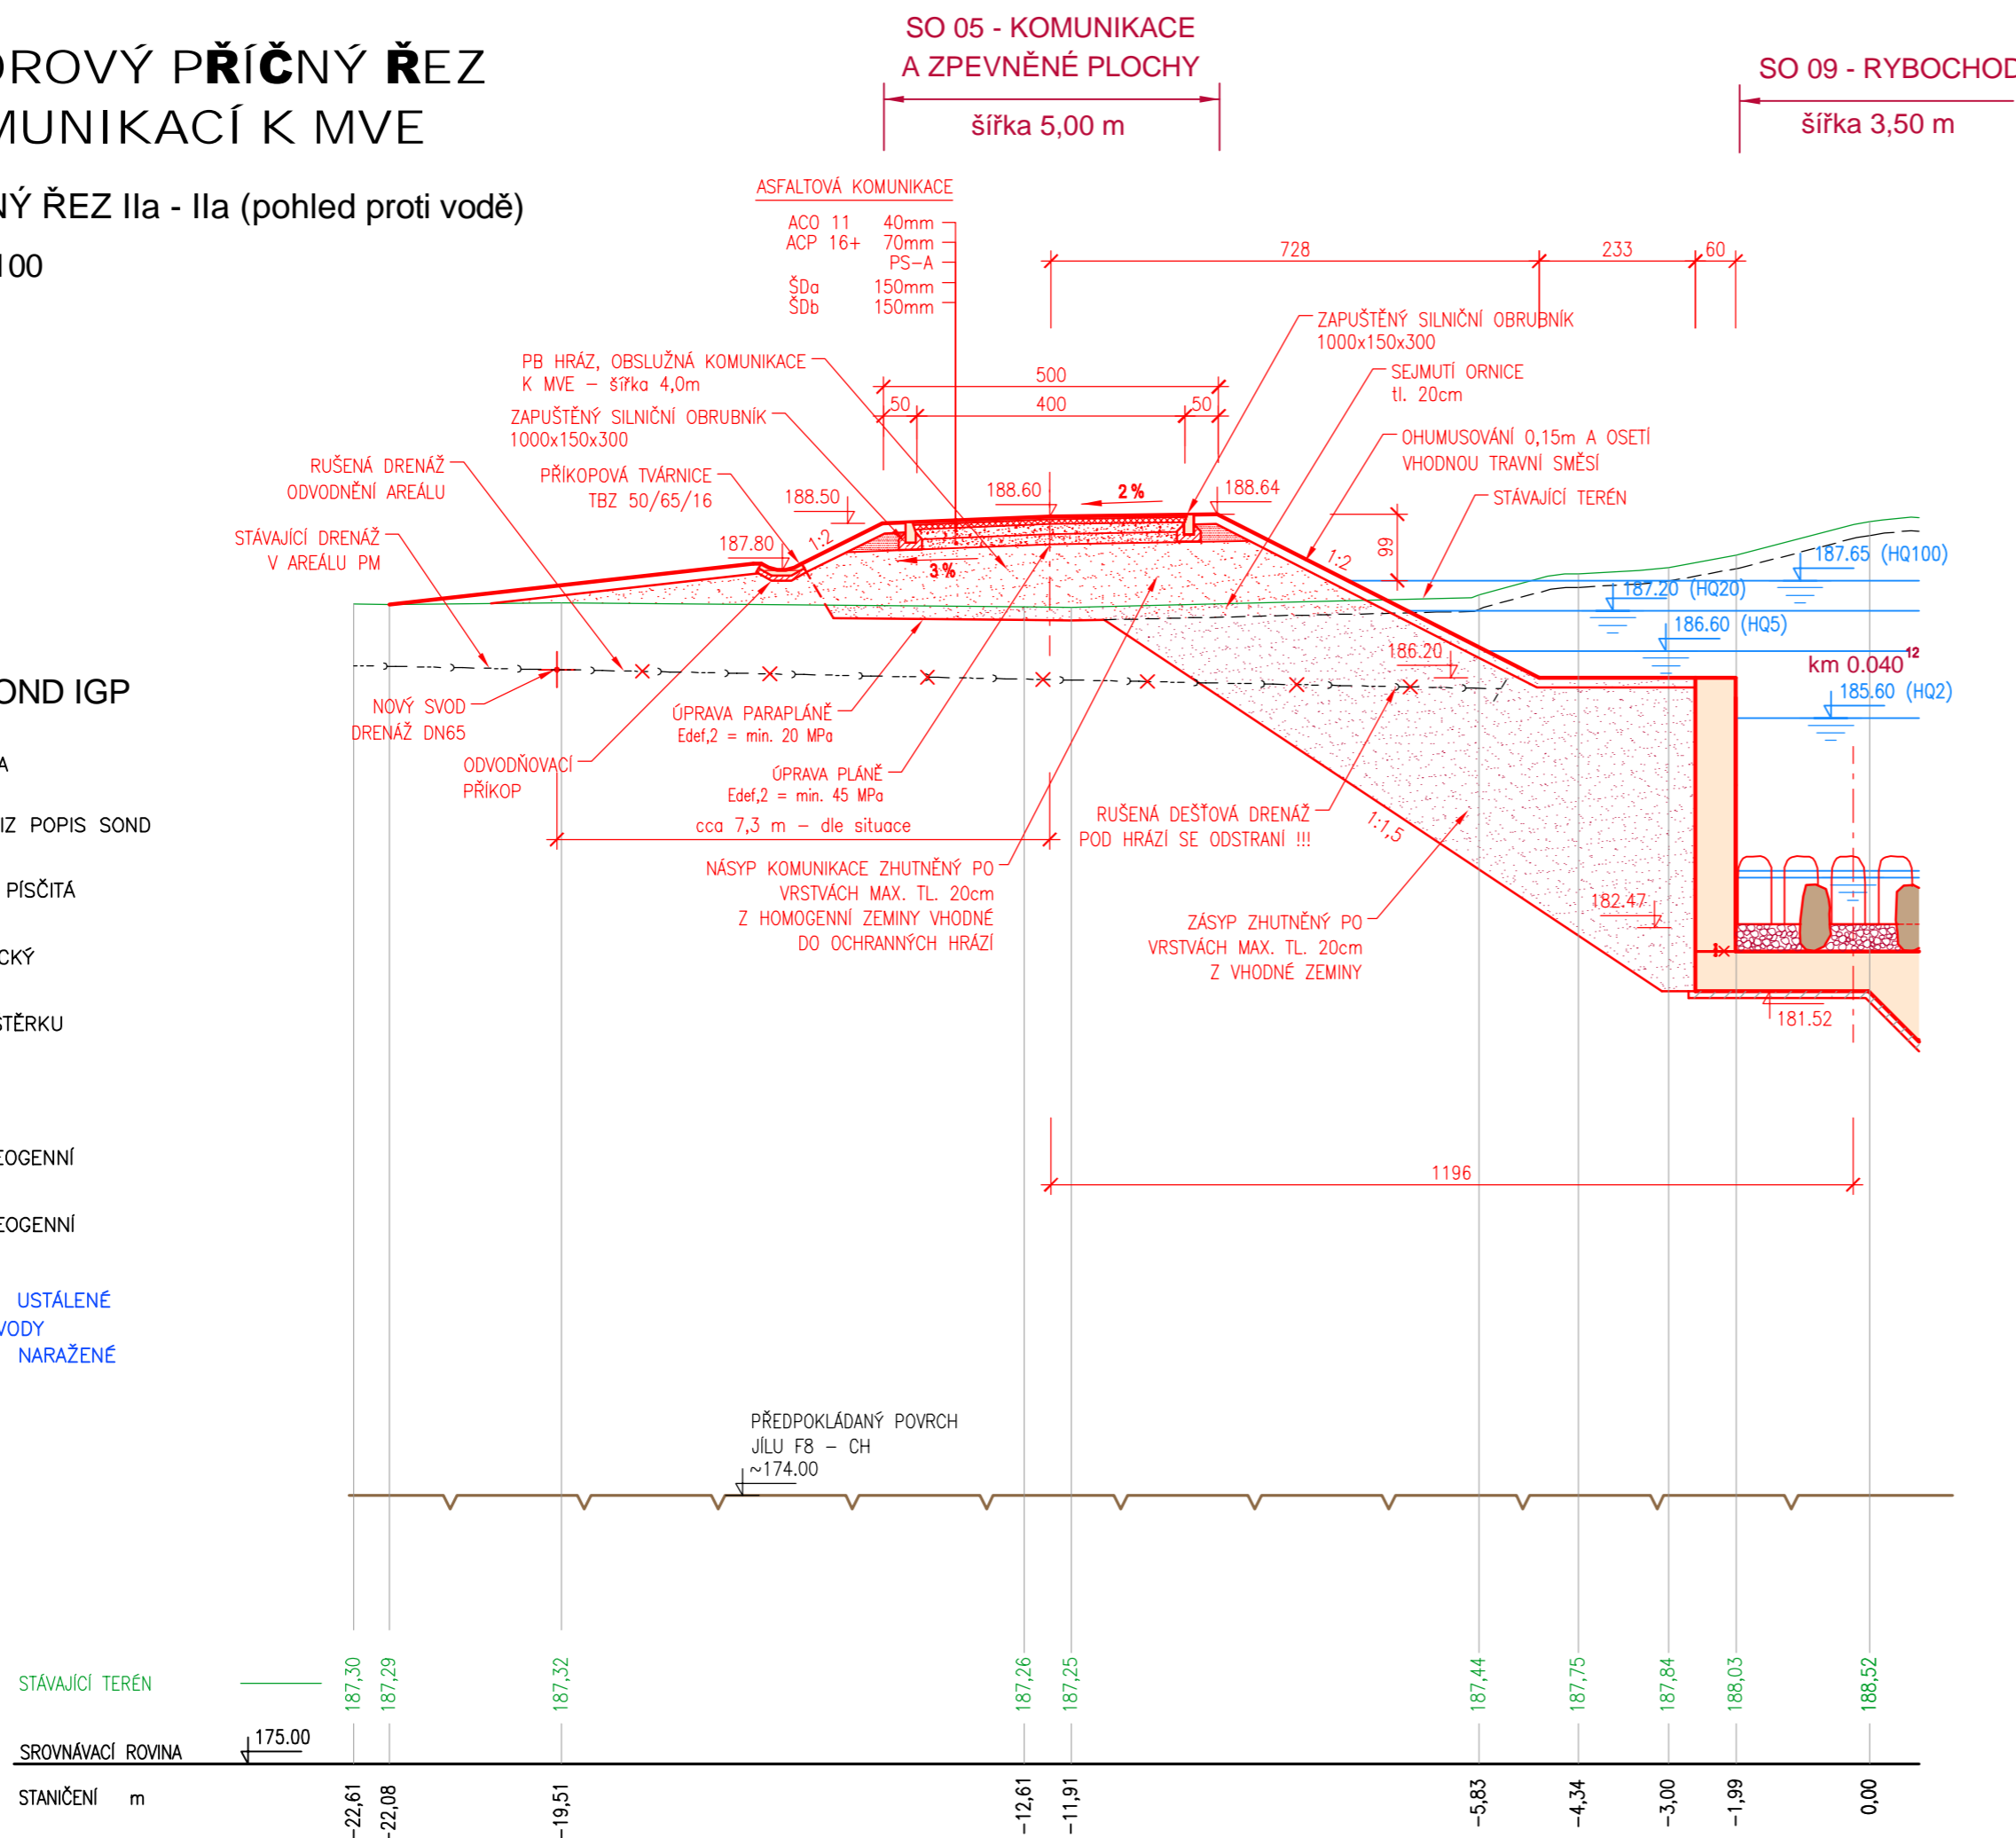 OROVÝ PŘÍČNÝ ŘEZ
MUNIKACÍ K MVE
NÝ ŘEZ IIa - IIa (pohled proti vodě)
100
SO 05 - KOMUNIKACE
A ZPEVNĚNÉ PLOCHY
šířka 5,00 m
SO 09 - RYBOCHOD
šířka 3,50 m
ASFALTOVÁ KOMUNIKACE
ACO 11 40mm
ACP 16+ 70mm
PS-A
ŠDa 150mm
ŠDb 150mm
728
233
60
ZAPUŠTĚNÝ SILNIČNÍ OBRUBNÍK
1000x150x300
PB HRÁZ, OBSLUŽNÁ KOMUNIKACE
K MVE – šířka 4,0m
500
SEJMUTÍ ORNICE
tl. 20cm
50
400
50
ZAPUŠTĚNÝ SILNIČNÍ OBRUBNÍK
1000x150x300
OHUMUSOVÁNÍ 0,15m A OSETÍ
VHODNOU TRAVNÍ SMĚSÍ
RUŠENÁ DRENÁŽ
ODVODNĚNÍ AREÁLU
PŘÍKOPOVÁ TVÁRNICE
TBZ 50/65/16
188.50
188.60
2%
188.64
STÁVAJÍCÍ TERÉN
STÁVAJÍCÍ DRENÁŽ
V AREÁLU PM
187.80
1:2
3%
1:2
99
187.65 (HQ100)
187.20 (HQ20)
186.60 (HQ5)
186.20
km 0.040 12
185.60 (HQ2)
OND IGP
NOVÝ SVOD
DRENÁŽ DN65
ÚPRAVA PARAPLÁNĚ
Edef,2 = min. 20 MPa
A
ODVODŇOVACÍ
PŘÍKOP
ÚPRAVA PLÁNĚ
Edef,2 = min. 45 MPa
IZ POPIS SOND
cca 7,3 m – dle situace
RUŠENÁ DEŠŤOVÁ DRENÁŽ
POD HRÁZÍ SE ODSTRANÍ !!!
1:1,5
NÁSYP KOMUNIKACE ZHUTNĚNÝ PO
VRSTVÁCH MAX. TL. 20cm
Z HOMOGENNÍ ZEMINY VHODNÉ
DO OCHRANNÝCH HRÁZÍ
PÍSČITÁ
182.47
ZÁSYP ZHUTNĚNÝ PO
VRSTVÁCH MAX. TL. 20cm
Z VHODNÉ ZEMINY
CKÝ
181.52
STĚRKU
EOGENNÍ
1196
EOGENNÍ
USTÁLENÉ
VODY
NARAŽENÉ
PŘEDPOKLÁDANÝ POVRCH
JÍLU F8 – CH
~174.00
STÁVAJÍCÍ TERÉN
187,30
187,29
187,32
187,26
187,25
187,44
187,75
187,84
188,03
188,52
SROVNÁVACÍ ROVINA
175.00
STANIČENÍ m
-22,61
-22,08
-19,51
-12,61
-11,91
-5,83
-4,34
-3,00
-1,99
0,00